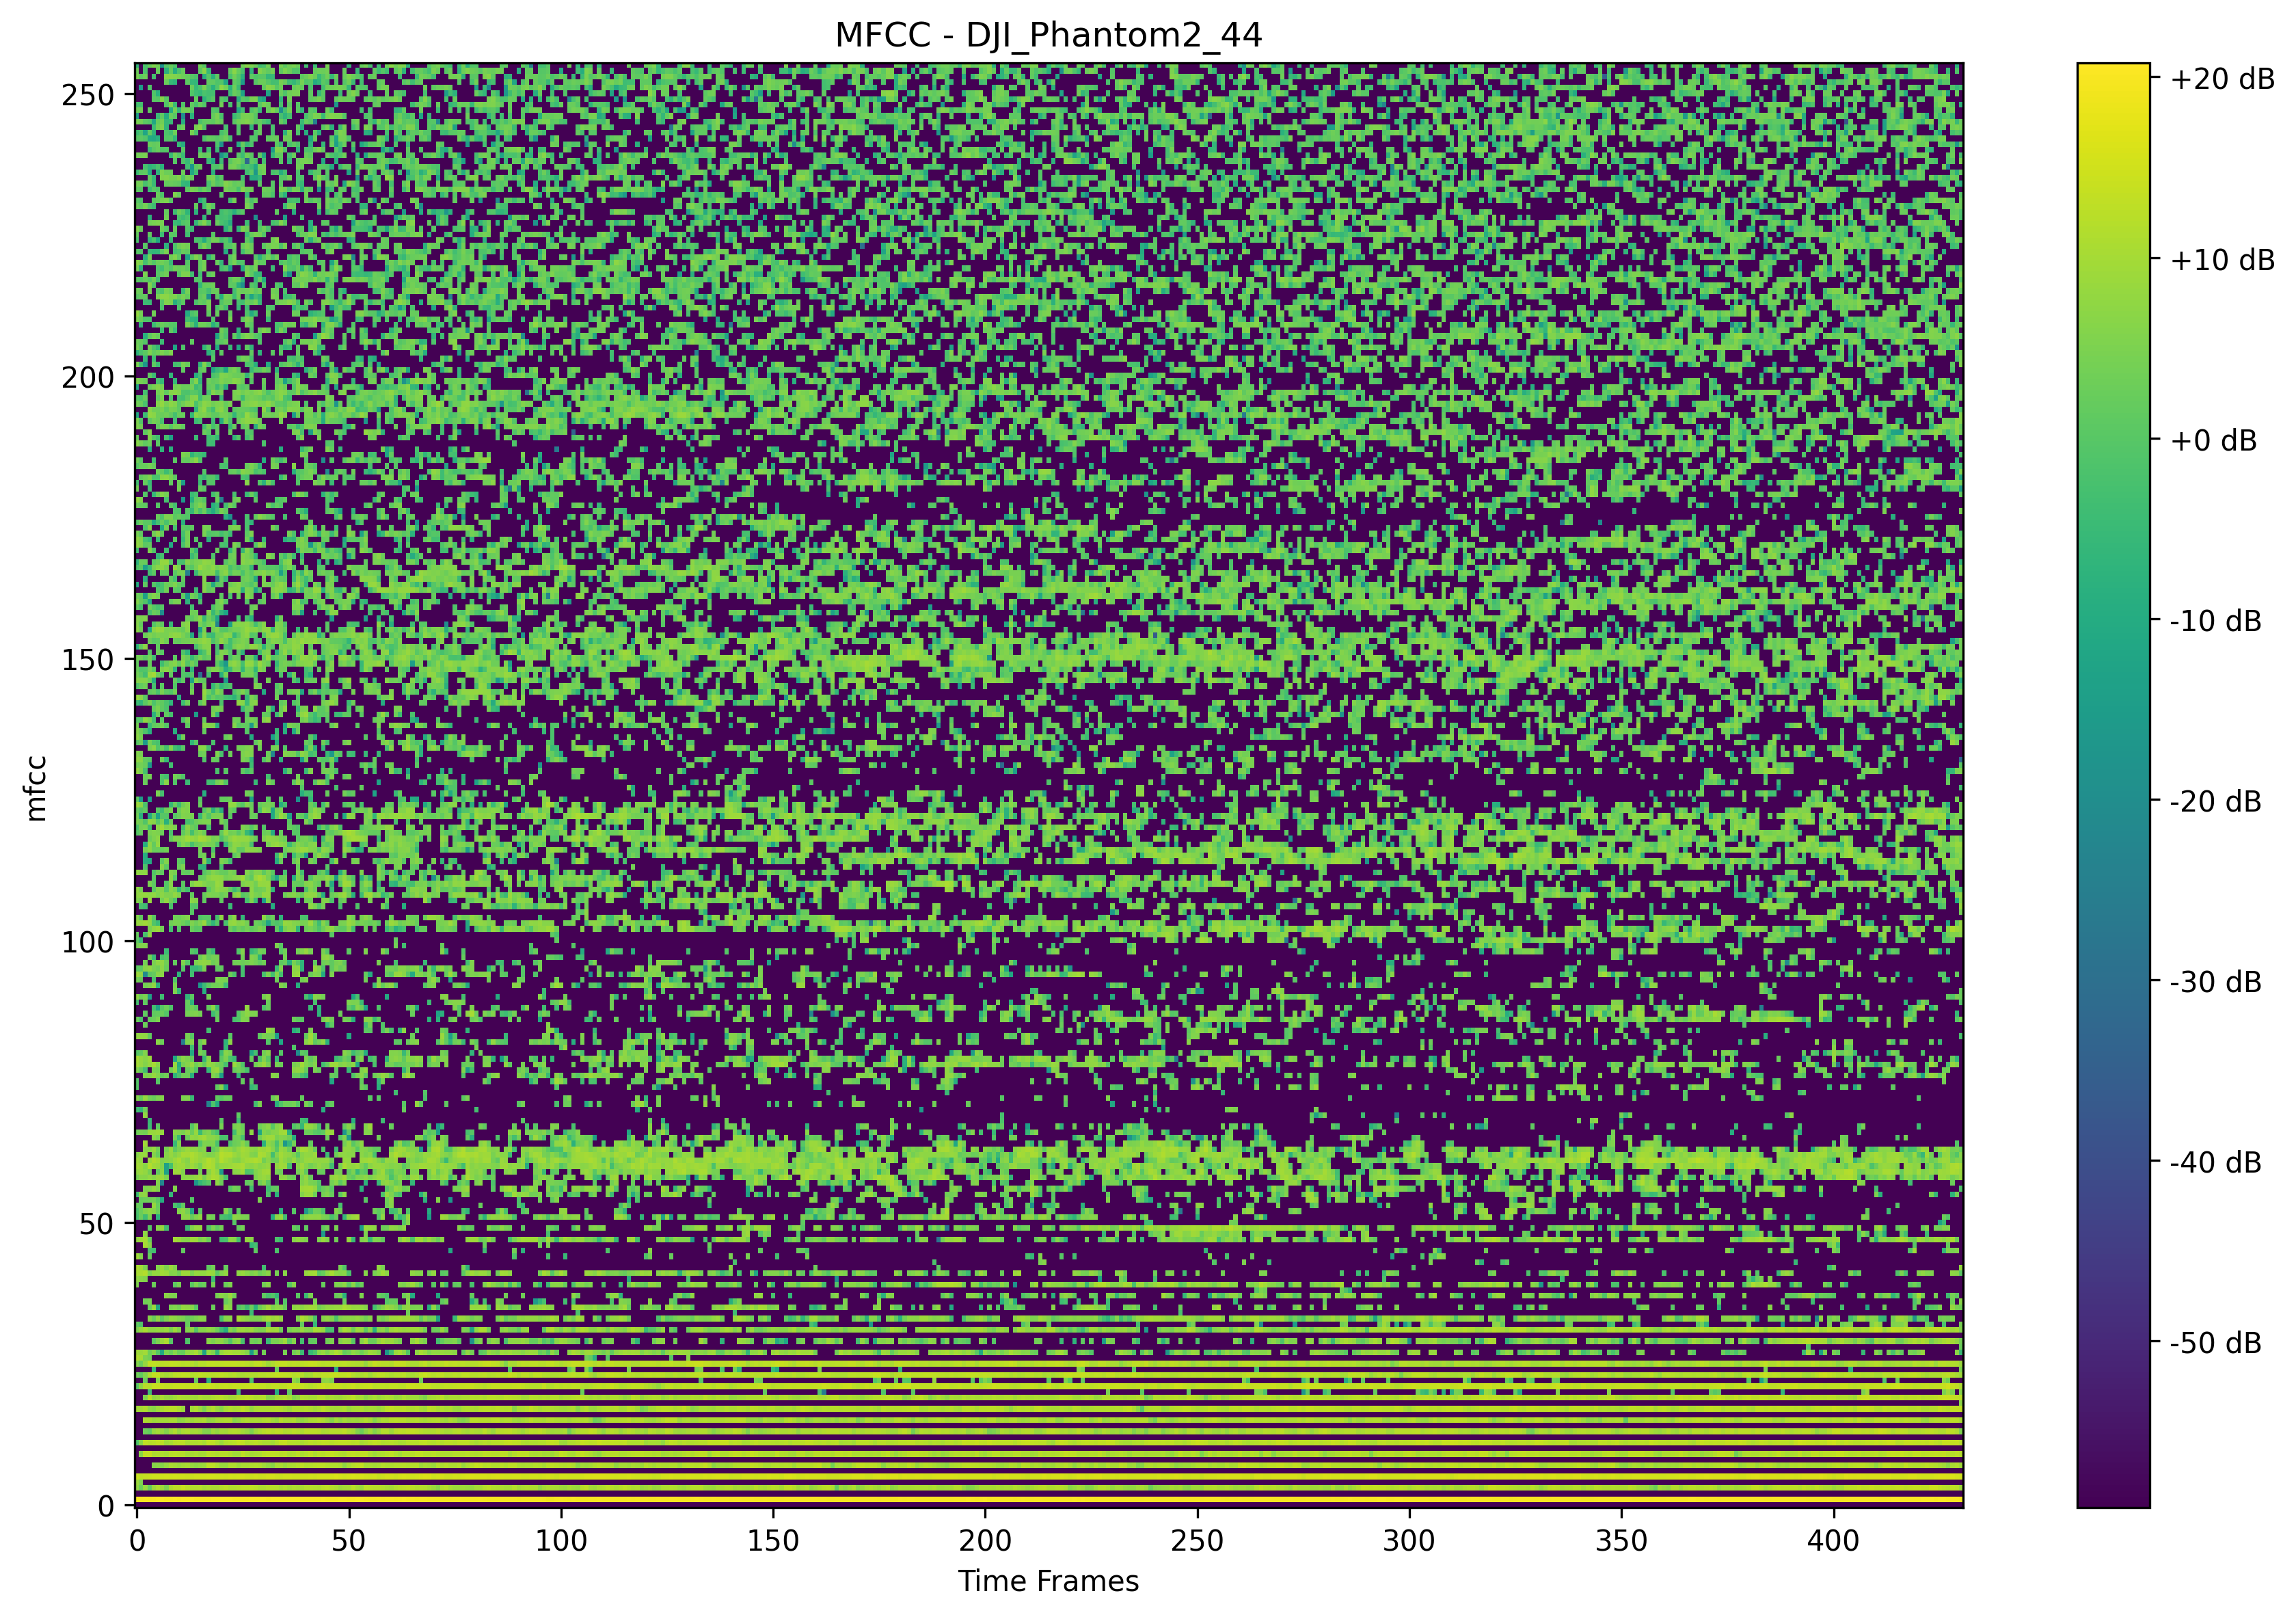 MFCC - DJI_Phantom2_44
250
200
150
100
50
0
mfcc
0 50 100 150 200 250 300 350 400
Time Frames
+20 dB
+10 dB
+0 dB
-10 dB
-20 dB
-30 dB
-40 dB
-50 dB